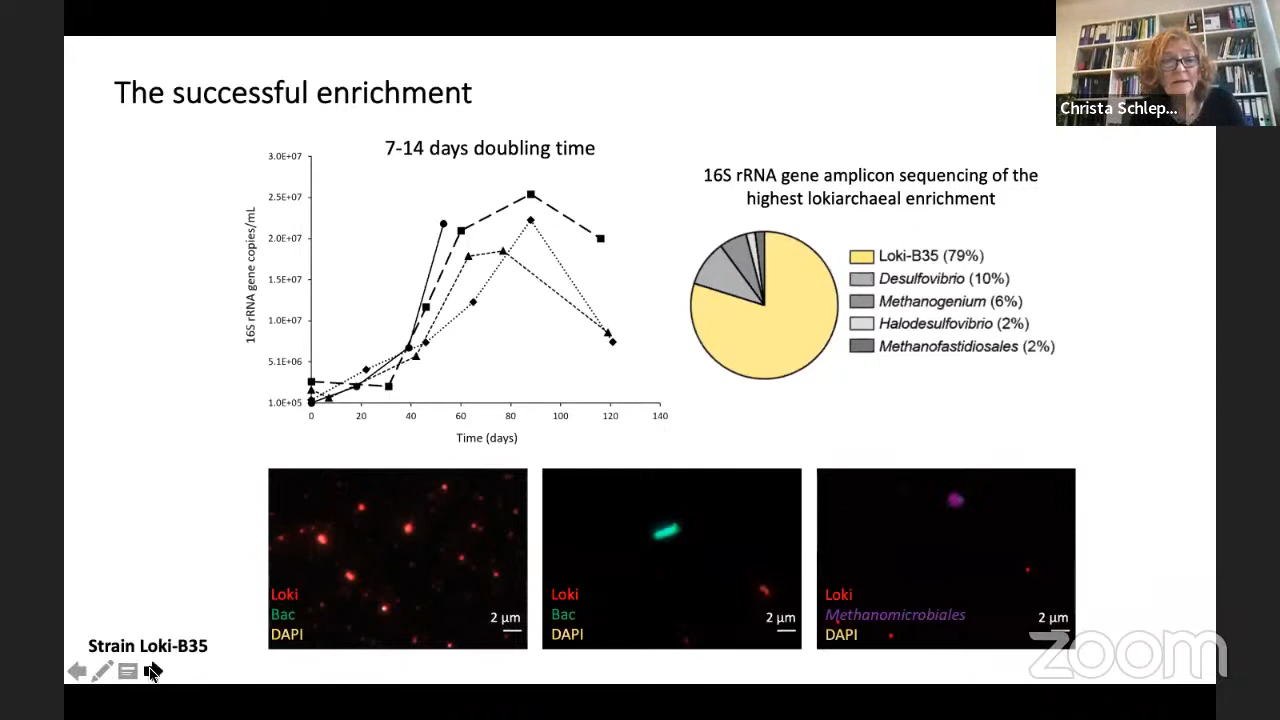 The successful enrichment
Christa Schlep...
7-14 days doubling time
3.0E+07
2.5E+07
2.0E+07
1.5E+07
1.0E+07
5.1E+06
1.0E+05
16S rRNA gene copies/mL
0 20 40 60 80 100 120 140
Time (days)
16S rRNA gene amplicon sequencing of the
highest lokiarchaeal enrichment
Loki-B35 (79%)
Desulfovibrio (10%)
Methanogenium (6%)
Halodesulfovibrio (2%)
Methanofastidiosales (2%)
Loki
Bac
DAPI
2 µm
Loki
Bac
DAPI
2 µm
Loki
Methanomicrobiales
DAPI
2 µm
Strain Loki-B35
zoom